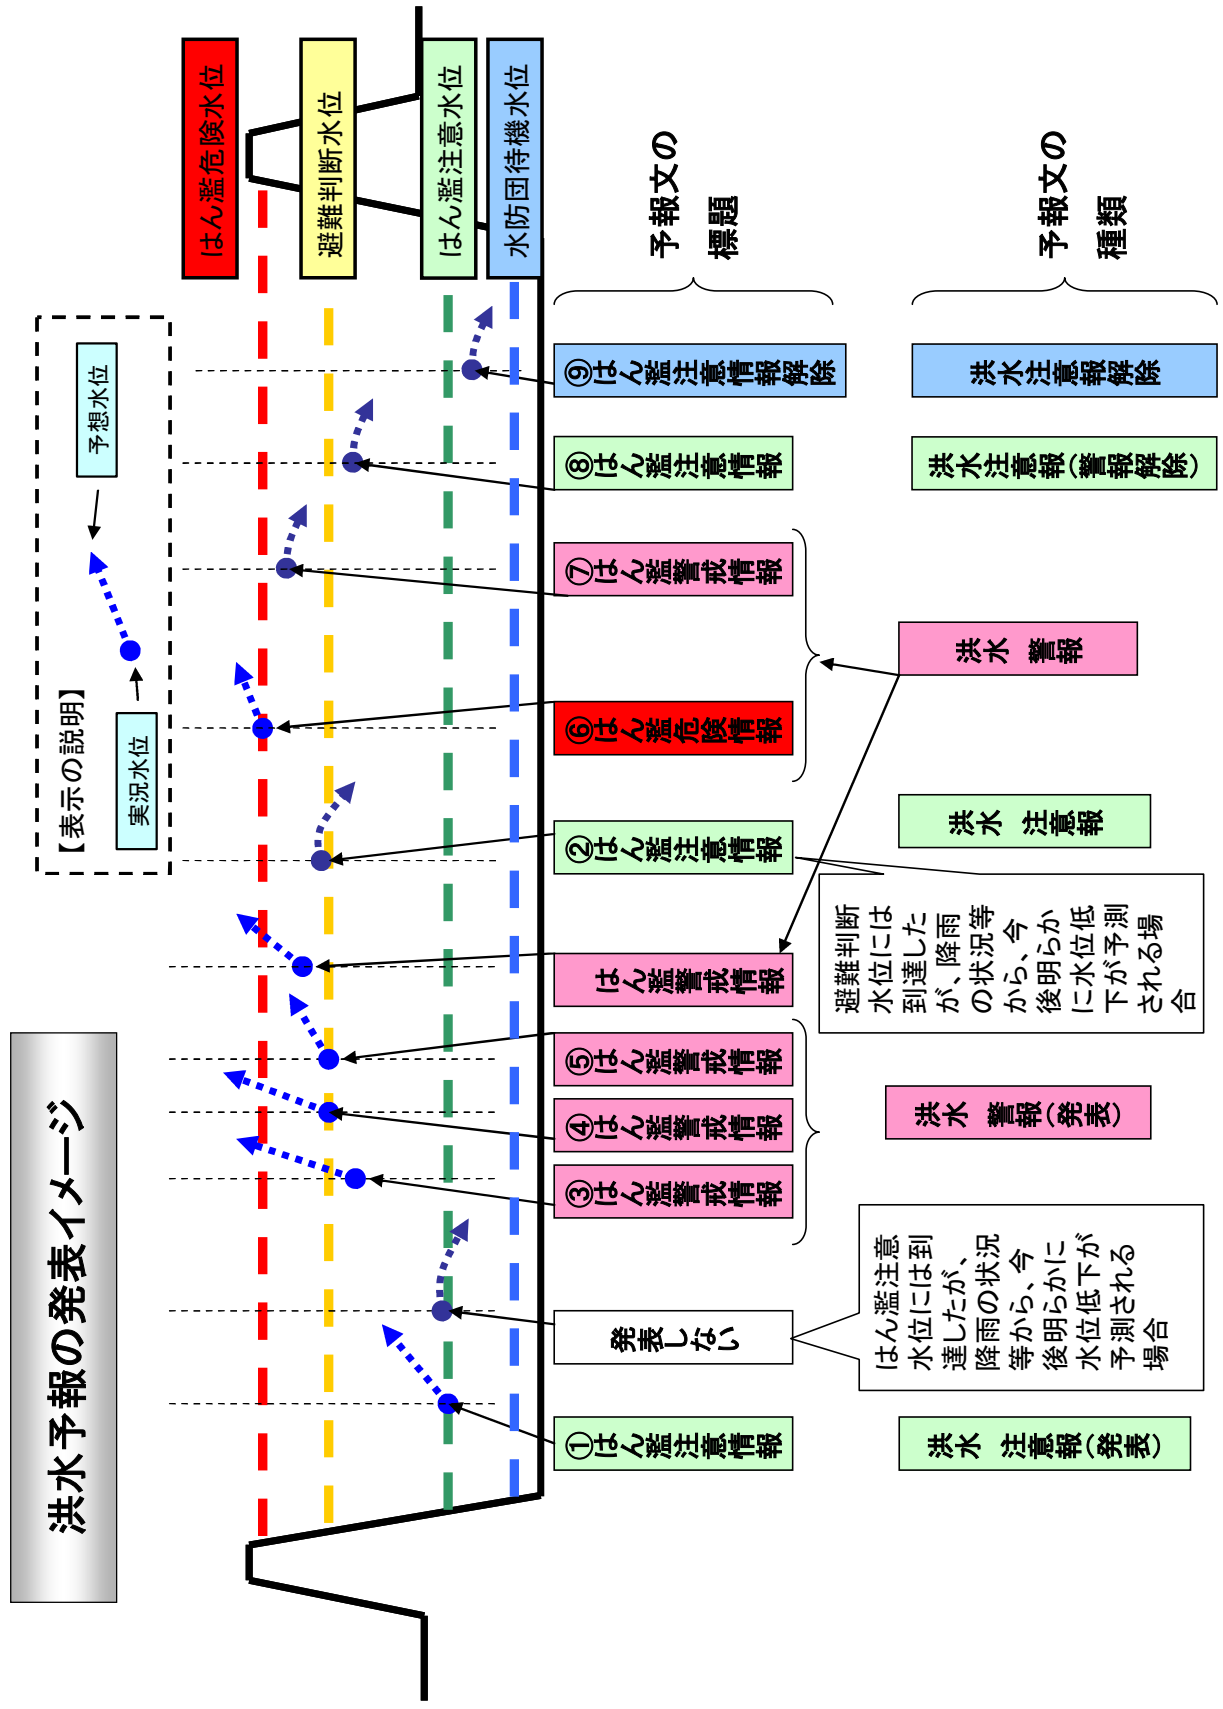 洪水予報の発表イメージ
【表示の説明】
実況水位
予想水位
はん濫危険水位
避難判断水位
はん濫注意水位
水防団待機水位
①はん濫注意情報
発表しない
③はん濫警戒情報
④はん濫警戒情報
⑤はん濫警戒情報
はん濫警戒情報
②はん濫注意情報
⑥はん濫危険情報
⑦はん濫警戒情報
⑧はん濫注意情報
⑨はん濫注意情報解除
予報文の
標題
はん濫注意
水位には到
達したが、
降雨の状況
等から、今
後明らかに
水位低下が
予測される
場合
避難判断
水位には
到達した
が、降雨
の状況等
から、今
後明らか
に水位低
下が予測
される場
合
洪水 注意報(発表)
洪水 警報(発表)
洪水 注意報
洪水 警報
洪水注意報(警報解除)
洪水注意報解除
予報文の
種類